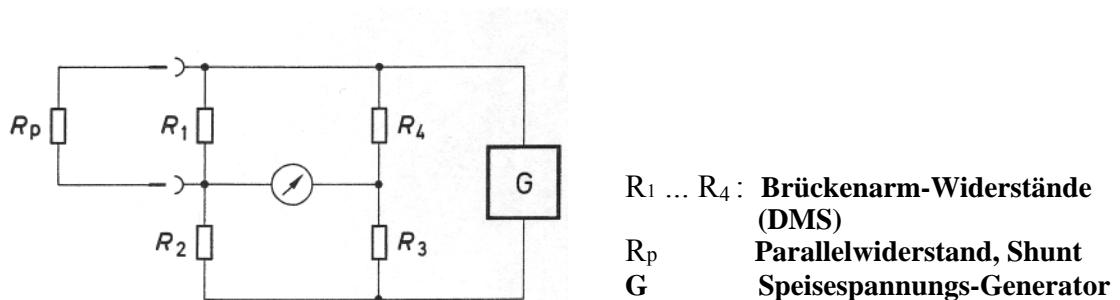 Rp
R1
R4
G
R2
R3
R1 ... R4 : Brückenarm-Widerstände
(DMS)
Rp Parallelwiderstand, Shunt
G Speisespannungs-Generator